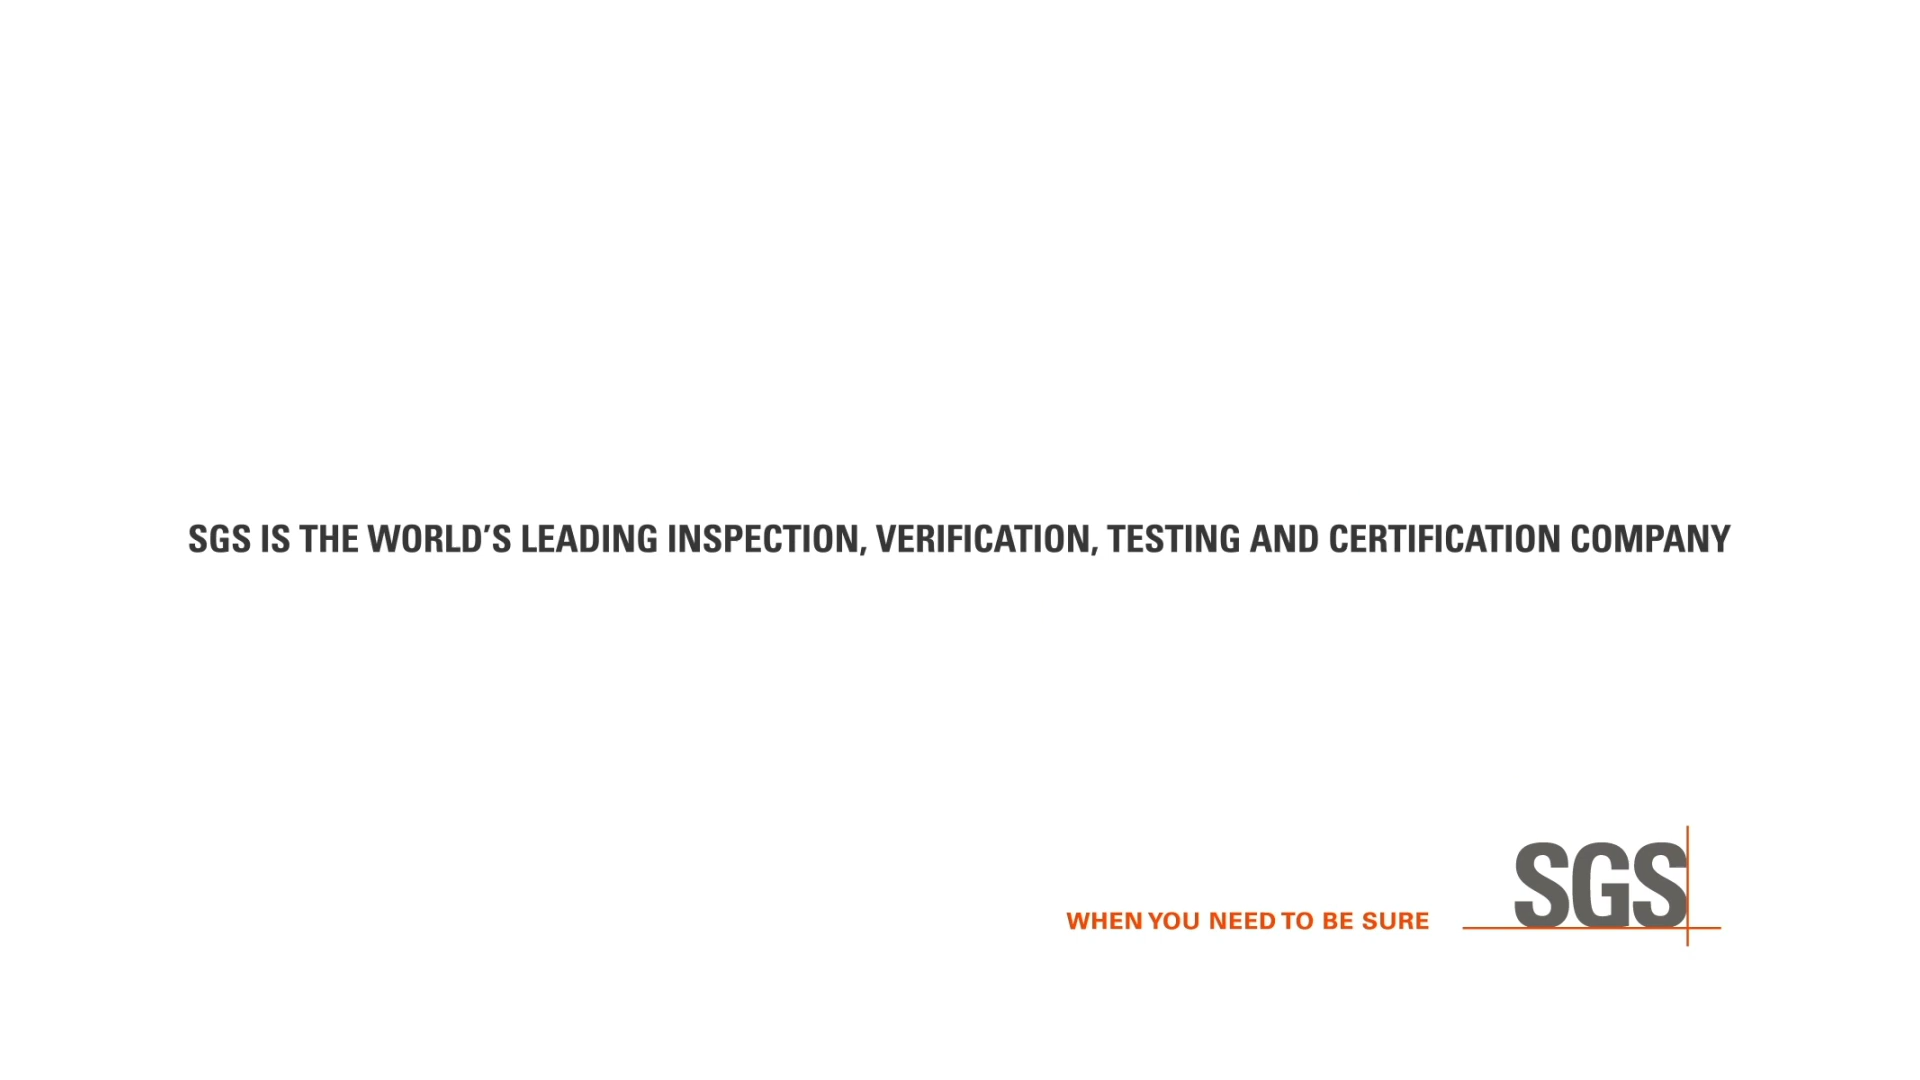 SGS IS THE WORLD’S LEADING INSPECTION, VERIFICATION, TESTING AND CERTIFICATION COMPANY
WHEN YOU NEED TO BE SURE
SGS